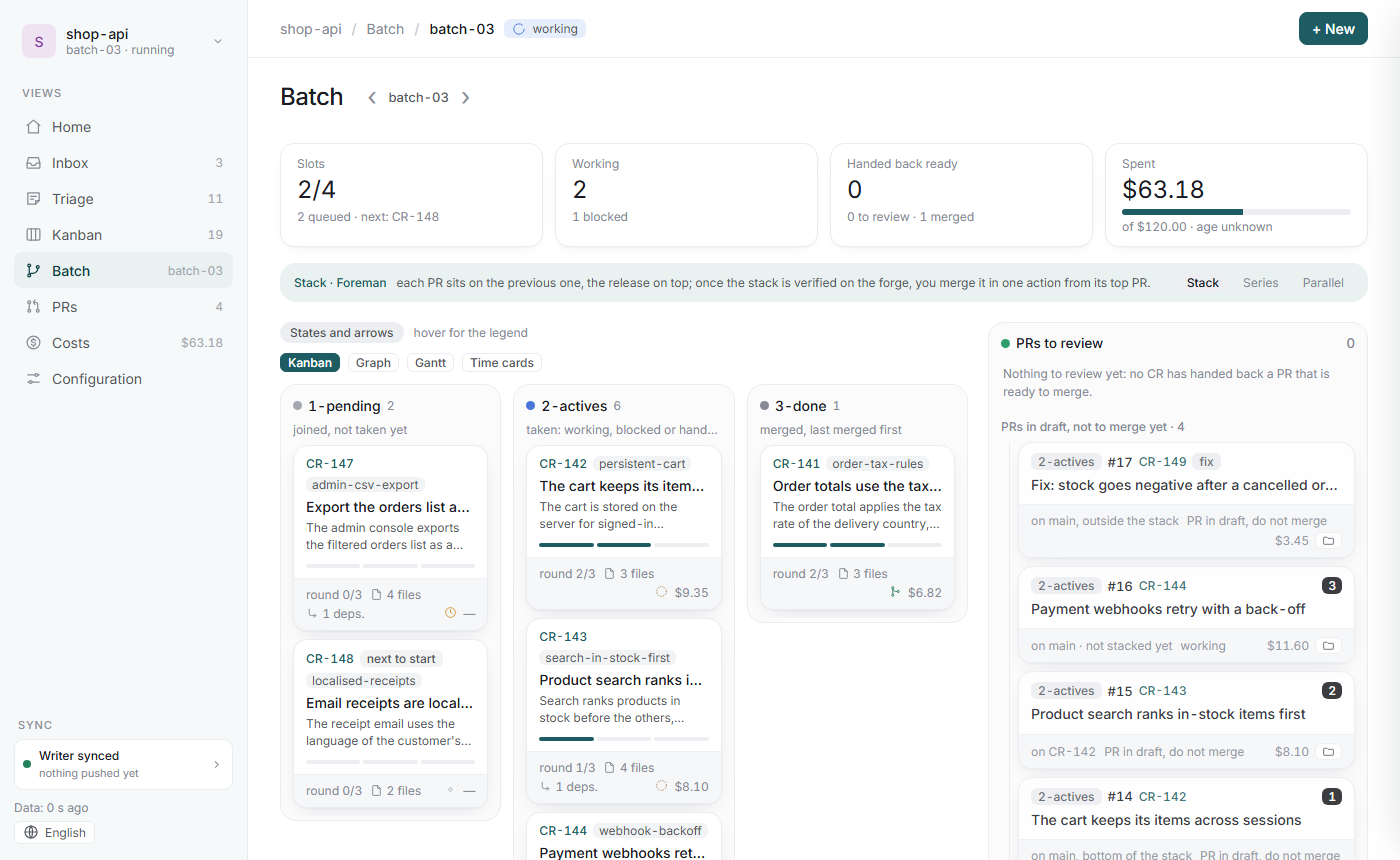 S
shop-api
batch-03 · running
VIEWS
Home
Inbox 3
Triage 11
Kanban 19
Batch batch-03
PRs 4
Costs $63.18
Configuration
SYNC
Writer synced
nothing pushed yet
Data: 0 s ago
English
shop-api / Batch / batch-03 working
+ New
Batch batch-03
Slots
2/4
2 queued · next: CR-148
Working
2
1 blocked
Handed back ready
0
0 to review · 1 merged
Spent
$63.18
of $120.00 · age unknown
Stack · Foreman each PR sits on the previous one, the release on top; once the stack is verified on the forge, you merge it in one action from its top PR. Stack Series Parallel
States and arrows hover for the legend
Kanban Graph Gantt Time cards
1-pending 2
joined, not taken yet
CR-147
admin-csv-export
Export the orders list a...
The admin console exports
the filtered orders list as a...
round 0/3 4 files
1 deps. —
CR-148 next to start
localised-receipts
Email receipts are local...
The receipt email uses the
language of the customer's...
round 0/3 2 files —
2-actives 6
taken: working, blocked or hand...
CR-142 persistent-cart
The cart keeps its item...
The cart is stored on the
server for signed-in...
round 2/3 3 files
$9.35
CR-143
search-in-stock-first
Product search ranks i...
Search ranks products in
stock before the others,...
round 1/3 4 files
1 deps. $8.10
CR-144 webhook-backoff
Payment webhooks ret...
3-done 1
merged, last merged first
CR-141 order-tax-rules
Order totals use the tax...
The order total applies the tax
rate of the delivery country,...
round 2/3 3 files
$6.82
PRs to review 0
Nothing to review yet: no CR has handed back a PR that is
ready to merge.
PRs in draft, not to merge yet · 4
2-actives #17 CR-149 fix
Fix: stock goes negative after a cancelled or...
on main, outside the stack PR in draft, do not merge
$3.45
2-actives #16 CR-144 3
Payment webhooks retry with a back-off
on main · not stacked yet working $11.60
2-actives #15 CR-143 2
Product search ranks in-stock items first
on CR-142 PR in draft, do not merge $8.10
2-actives #14 CR-142 1
The cart keeps its items across sessions
on main, bottom of the stack PR in draft, do not merge